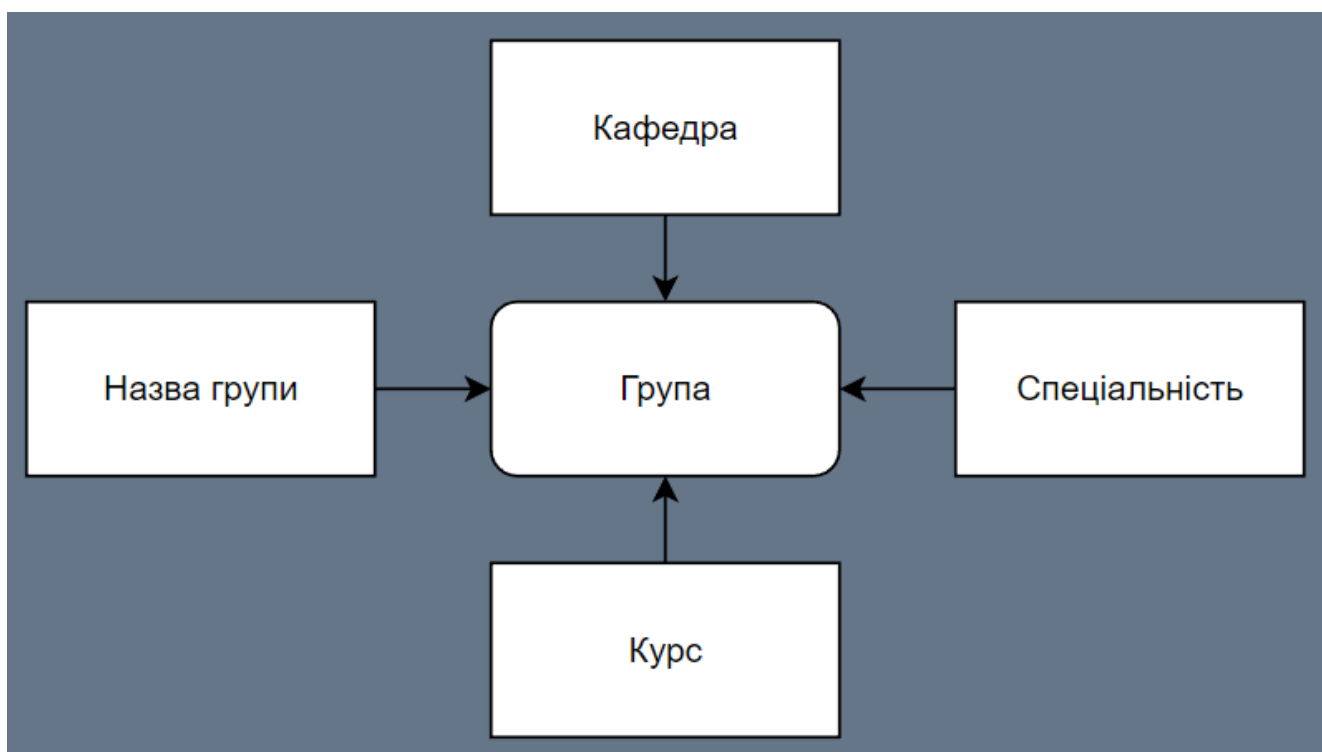 Кафедра
Назва групи
Група
Спеціальність
Курс